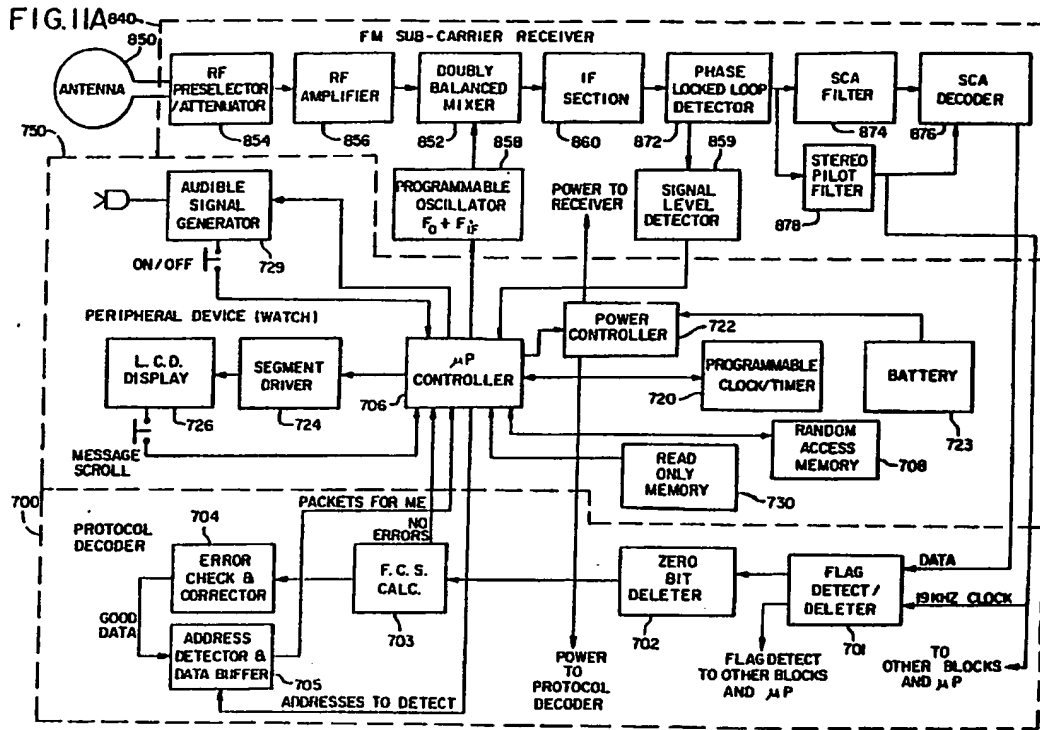 FIG.11A
840
FM SUB-CARRIER RECEIVER
850
ANTENNA
RF
PRESELECTOR
/ATTENUATOR
854
RF
AMPLIFIER
856
DOUBLY
BALANCED
MIXER
852
858
IF
SECTION
860
PHASE
LOCKED LOOP
DETECTOR
872
859
SCA
FILTER
874
SCA
DECODER
876
STEREO
PILOT
FILTER
878
750
AUDIBLE
SIGNAL
GENERATOR
729
ON/OFF
PROGRAMMABLE
OSCILLATOR
Fo + FIF
POWER TO
RECEIVER
SIGNAL
LEVEL
DETECTOR
PERIPHERAL DEVICE (WATCH)
L.C.D.
DISPLAY
726
SEGMENT
DRIVER
724
μP
CONTROLLER
706
POWER
CONTROLLER
722
PROGRAMMABLE
CLOCK/TIMER
720
BATTERY
723
MESSAGE
SCROLL
RANDOM
ACCESS
MEMORY
708
READ
ONLY
MEMORY
730
700
PACKETS FOR ME
NO
ERRORS
PROTOCOL
DECODER
704
ERROR
CHECK &
CORRECTOR
F.C.S.
CALC.
703
ZERO
BIT
DELETER
702
FLAG
DETECT/
DELETER
701
DATA
19KHZ CLOCK
GOOD
DATA
ADDRESS
DETECTOR &
DATA BUFFER
705
ADDRESSES TO DETECT
POWER
TO
PROTOCOL
DECODER
FLAG DETECT
TO OTHER BLOCKS
AND μP
TO
OTHER BLOCKS
AND μP